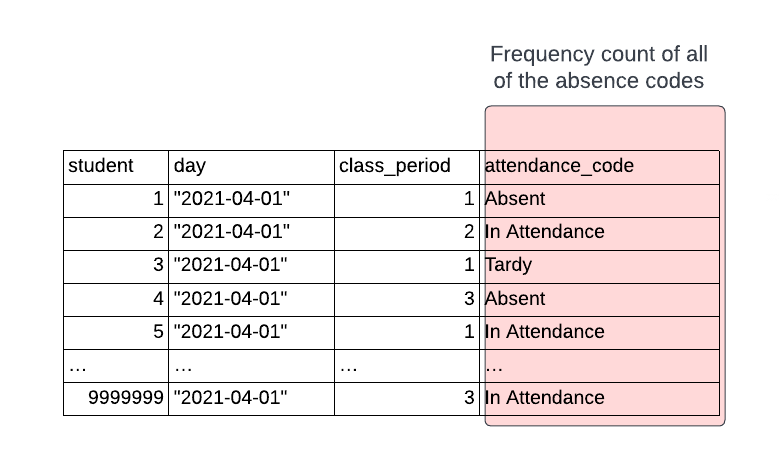 Frequency count of all
of the absence codes
student day class_period attendance_code
1 "2021-04-01" 1 Absent
2 "2021-04-01" 2 In Attendance
3 "2021-04-01" 1 Tardy
4 "2021-04-01" 3 Absent
5 "2021-04-01" 1 In Attendance
... ... ... ...
9999999 "2021-04-01" 3 In Attendance